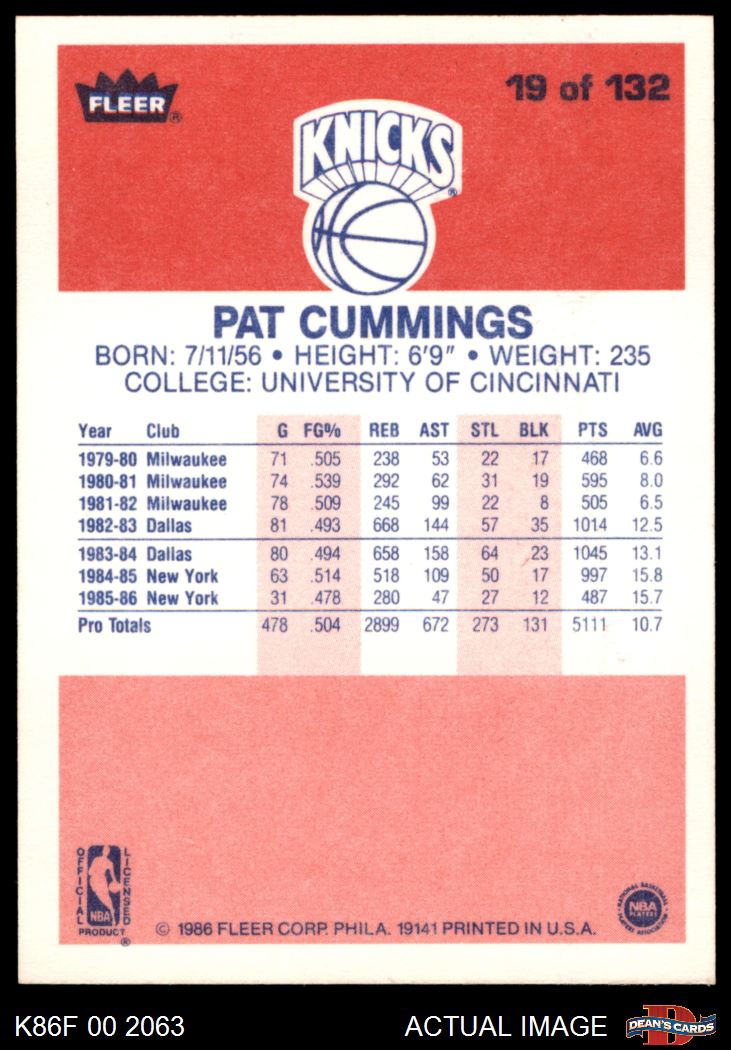 FLEER®
19 of 132
KNICKS®
PAT CUMMINGS
BORN: 7/11/56 • HEIGHT: 6'9" • WEIGHT: 235
COLLEGE: UNIVERSITY OF CINCINNATI
Year Club G FG% REB AST STL BLK PTS AVG
1979-80 Milwaukee 71 .505 238 53 22 17 468 6.6
1980-81 Milwaukee 74 .539 292 62 31 19 595 8.0
1981-82 Milwaukee 78 .509 245 99 22 8 505 6.5
1982-83 Dallas 81 .493 668 144 57 35 1014 12.5
1983-84 Dallas 80 .494 658 158 64 23 1045 13.1
1984-85 New York 63 .514 518 109 50 17 997 15.8
1985-86 New York 31 .478 280 47 27 12 487 15.7
Pro Totals 478 .504 2899 672 273 131 5111 10.7
OFFICIAL LICENSED
NBA
PRODUCT®
© 1986 FLEER CORP. PHILA. 19141 PRINTED IN U.S.A.
NATIONAL BASKETBALL
NBA
PLAYERS
PLAYERS ASSOCIATION
K86F 00 2063
ACTUAL IMAGE
D
DEAN'S CARDS